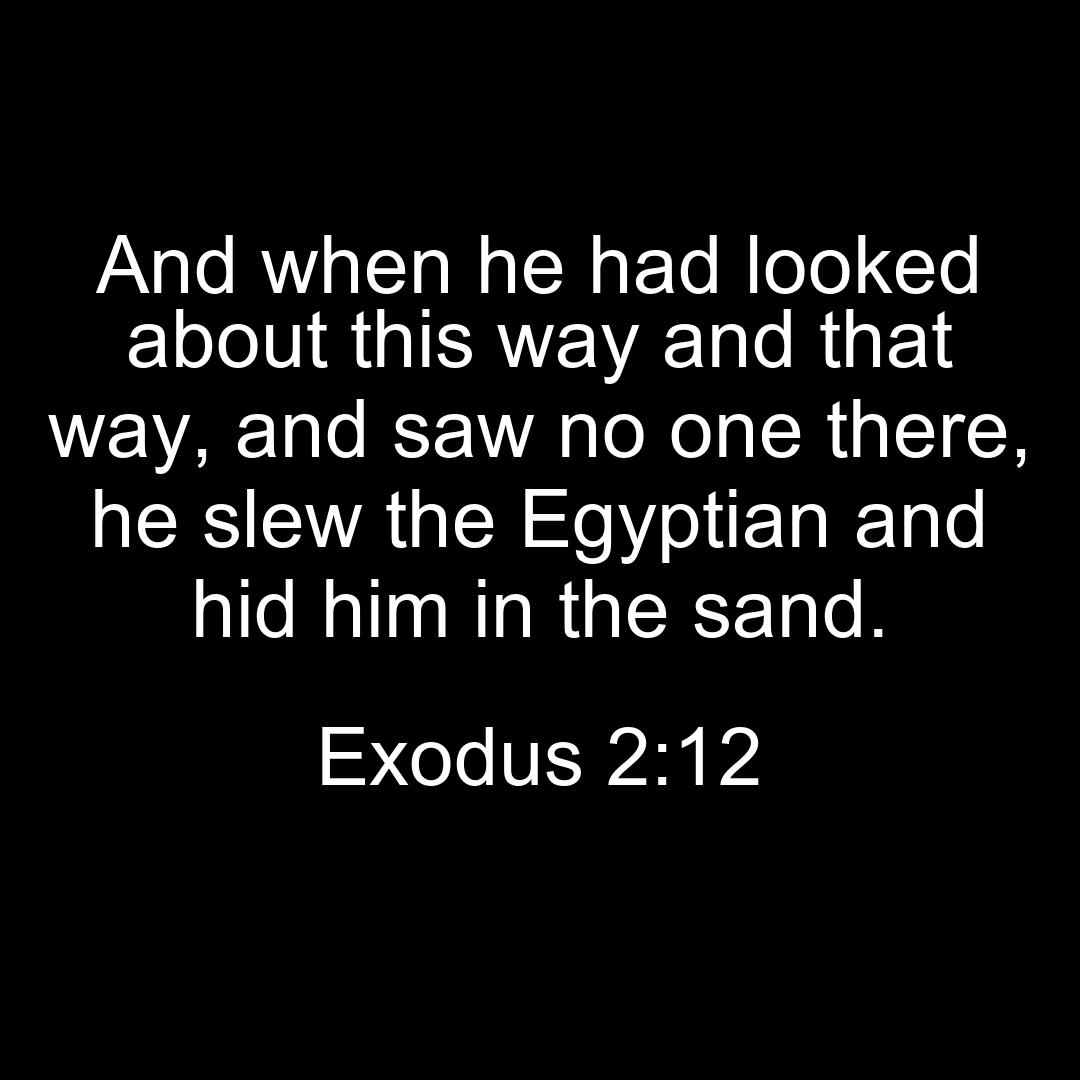 And when he had looked
about this way and that
way, and saw no one there,
he slew the Egyptian and
hid him in the sand.
Exodus 2:12